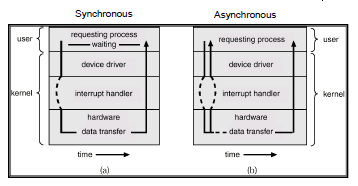 Synchronous
Asynchronous
user
requesting process
waiting
device driver
interrupt handler
hardware
data transfer
kernel
time
(a)
requesting process
user
device driver
interrupt handler
hardware
data transfer
kernel
time
(b)